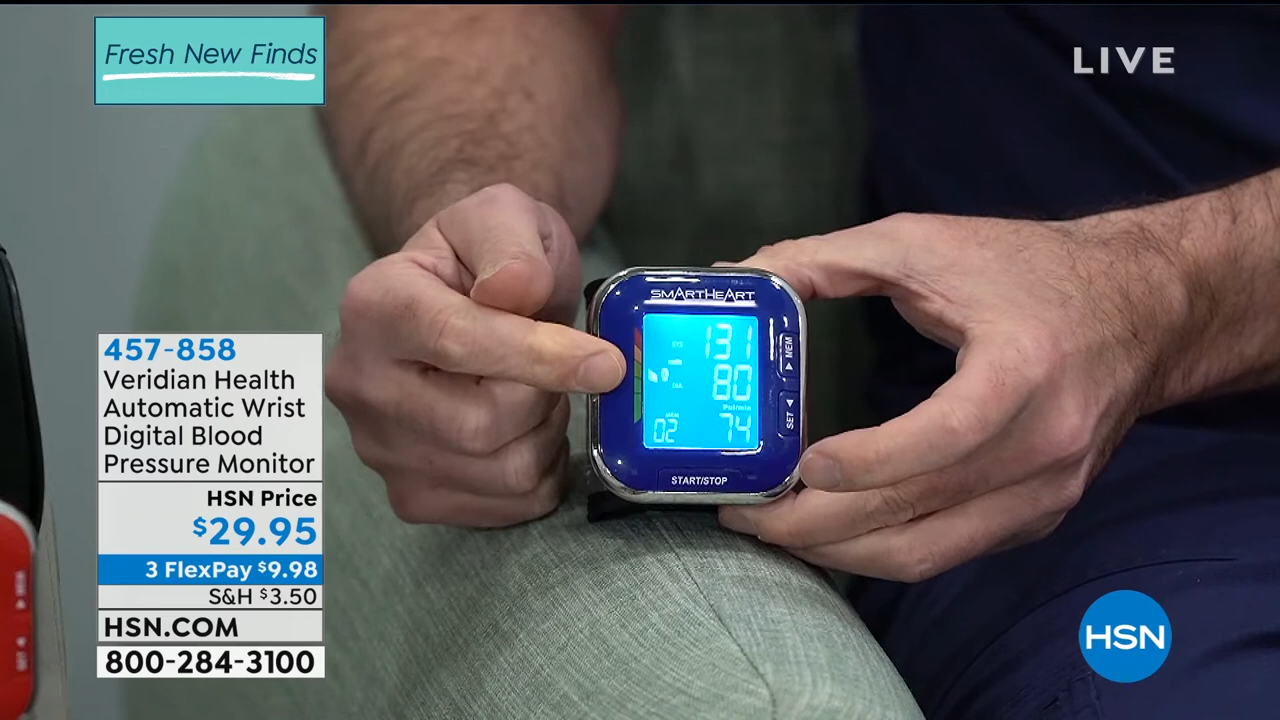 Fresh New Finds
LIVE
457-858
Veridian Health
Automatic Wrist
Digital Blood
Pressure Monitor
HSN Price
$29.95
3 FlexPay $9.98
S&H $3.50
HSN.COM
800-284-3100
SMARTHEART
SYS 131
DIA 80
Pul/min
MEM
02 74
MEM
SET
START/STOP
HSN